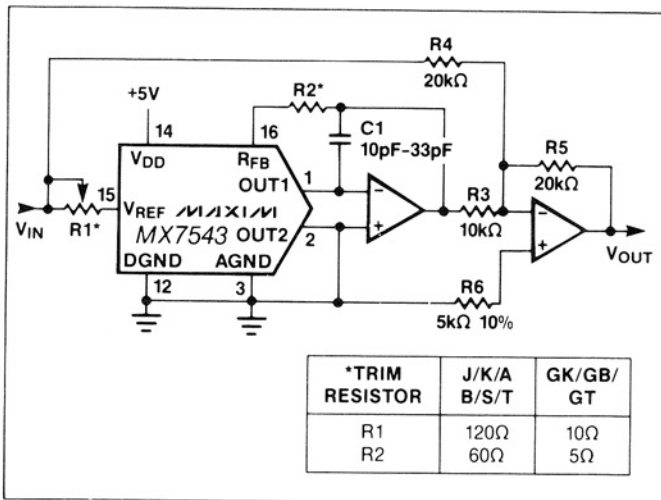 R4
20kΩ
+5V
R2*
14
16
C1
10pF-33pF
R5
20kΩ
VDD
RFB
1
OUT1
15
VREF
MAXIM
R3
10kΩ
VIN
R1*
MX7543
OUT2
2
VOUT
DGND
AGND
12
3
R6
5kΩ 10%
*TRIM RESISTOR
J/K/A B/S/T
GK/GB/ GT
R1
120Ω
10Ω
R2
60Ω
5Ω